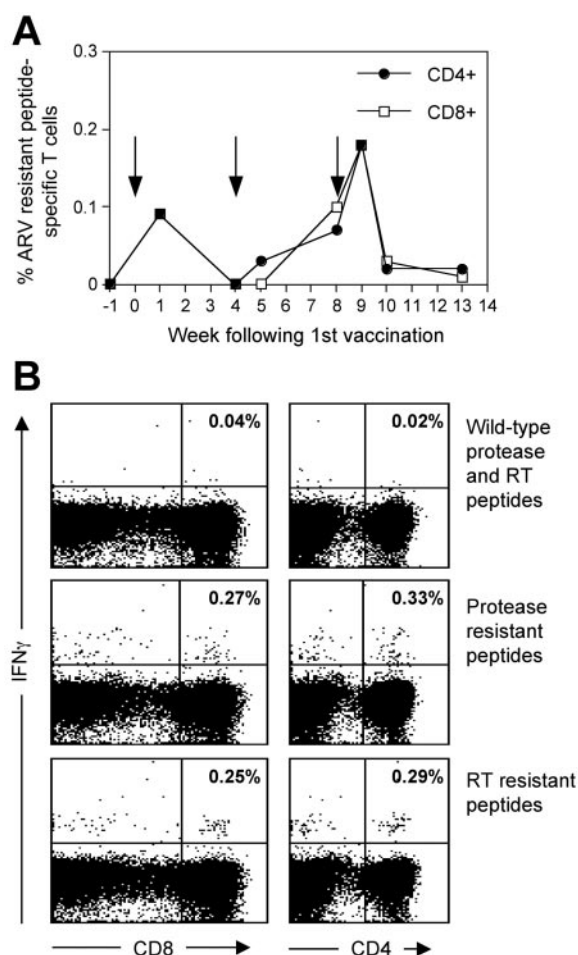 A
0.3
0.2
0.1
0
% ARV resistant peptide-
specific T cells
CD4+
CD8+
-1 0 1 2 3 4 5 6 7 8 9 10 11 12 13 14
Week following 1st vaccination
B
0.04%
0.02%
Wild-type
protease
and RT
peptides
0.27%
0.33%
Protease
resistant
peptides
0.25%
0.29%
RT resistant
peptides
IFNγ
CD8
CD4